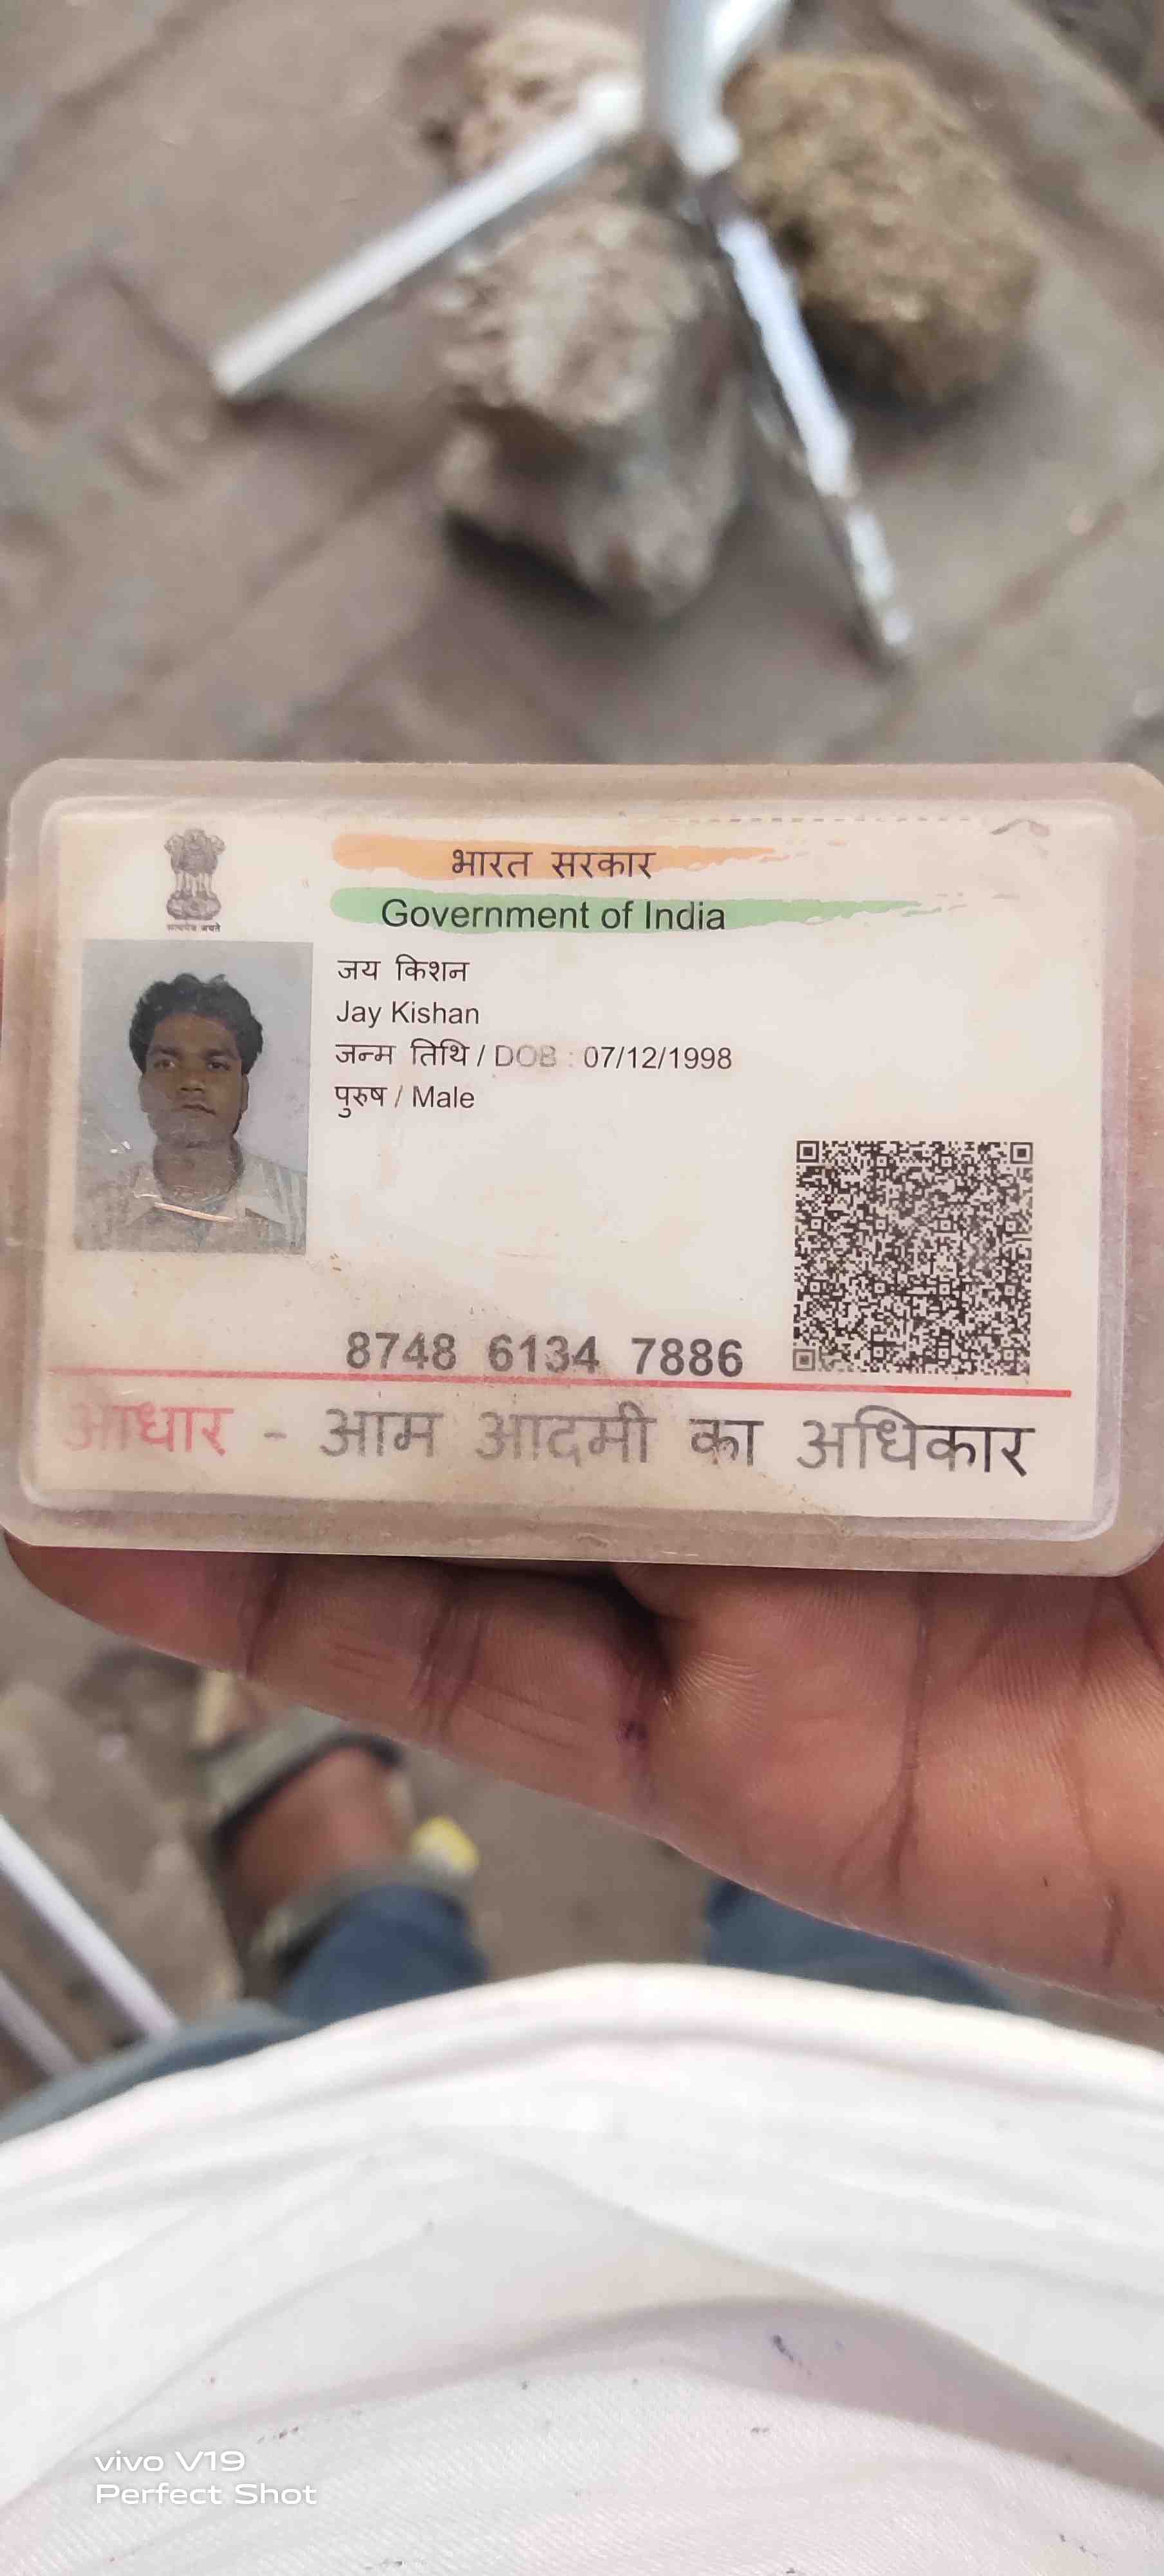 भारत सरकार
Government of India
सत्यमेव जयते
जय किशन
Jay Kishan
जन्म तिथि / DOB : 07/12/1998
पुरुष / Male
8748 6134 7886
आधार - आम आदमी का अधिकार
vivo V19
Perfect Shot